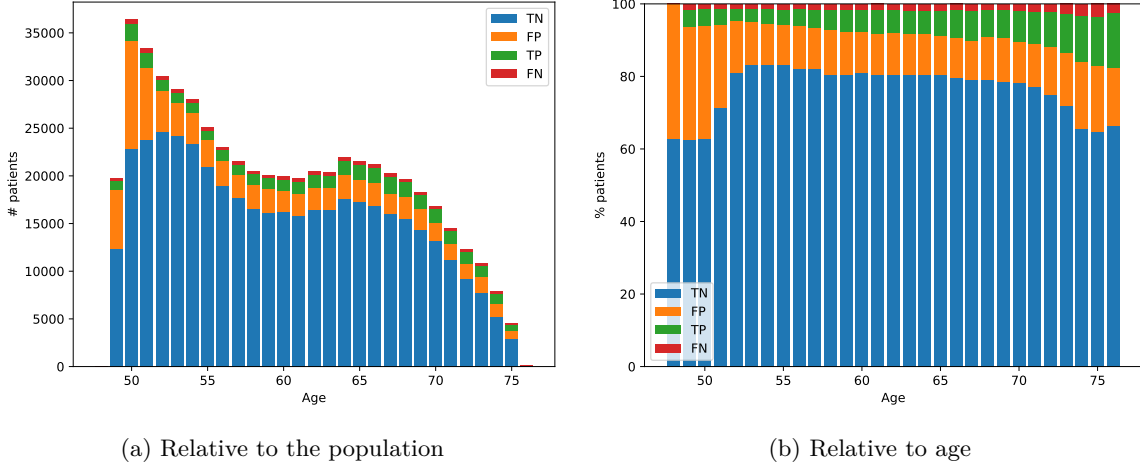 35000
30000
25000
20000
15000
10000
5000
0
# patients
50
55
60
65
70
75
Age
TN
FP
TP
FN
(a) Relative to the population
100
80
60
40
20
0
% patients
50
55
60
65
70
75
Age
TN
FP
TP
FN
(b) Relative to age